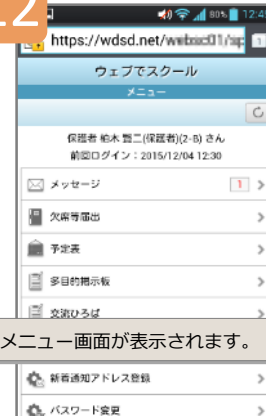 12
80% 12:45
https://wdsd.net/websc01/sp
ウェブでスクール
メニュー
保護者 柏木 賢二(保護者)(2-B) さん
前回ログイン：2015/12/04 12:30
メッセージ 1
欠席等届出
予定表
多目的掲示板
交流ひろば
メニュー画面が表示されます。
新着通知アドレス登録
パスワード変更